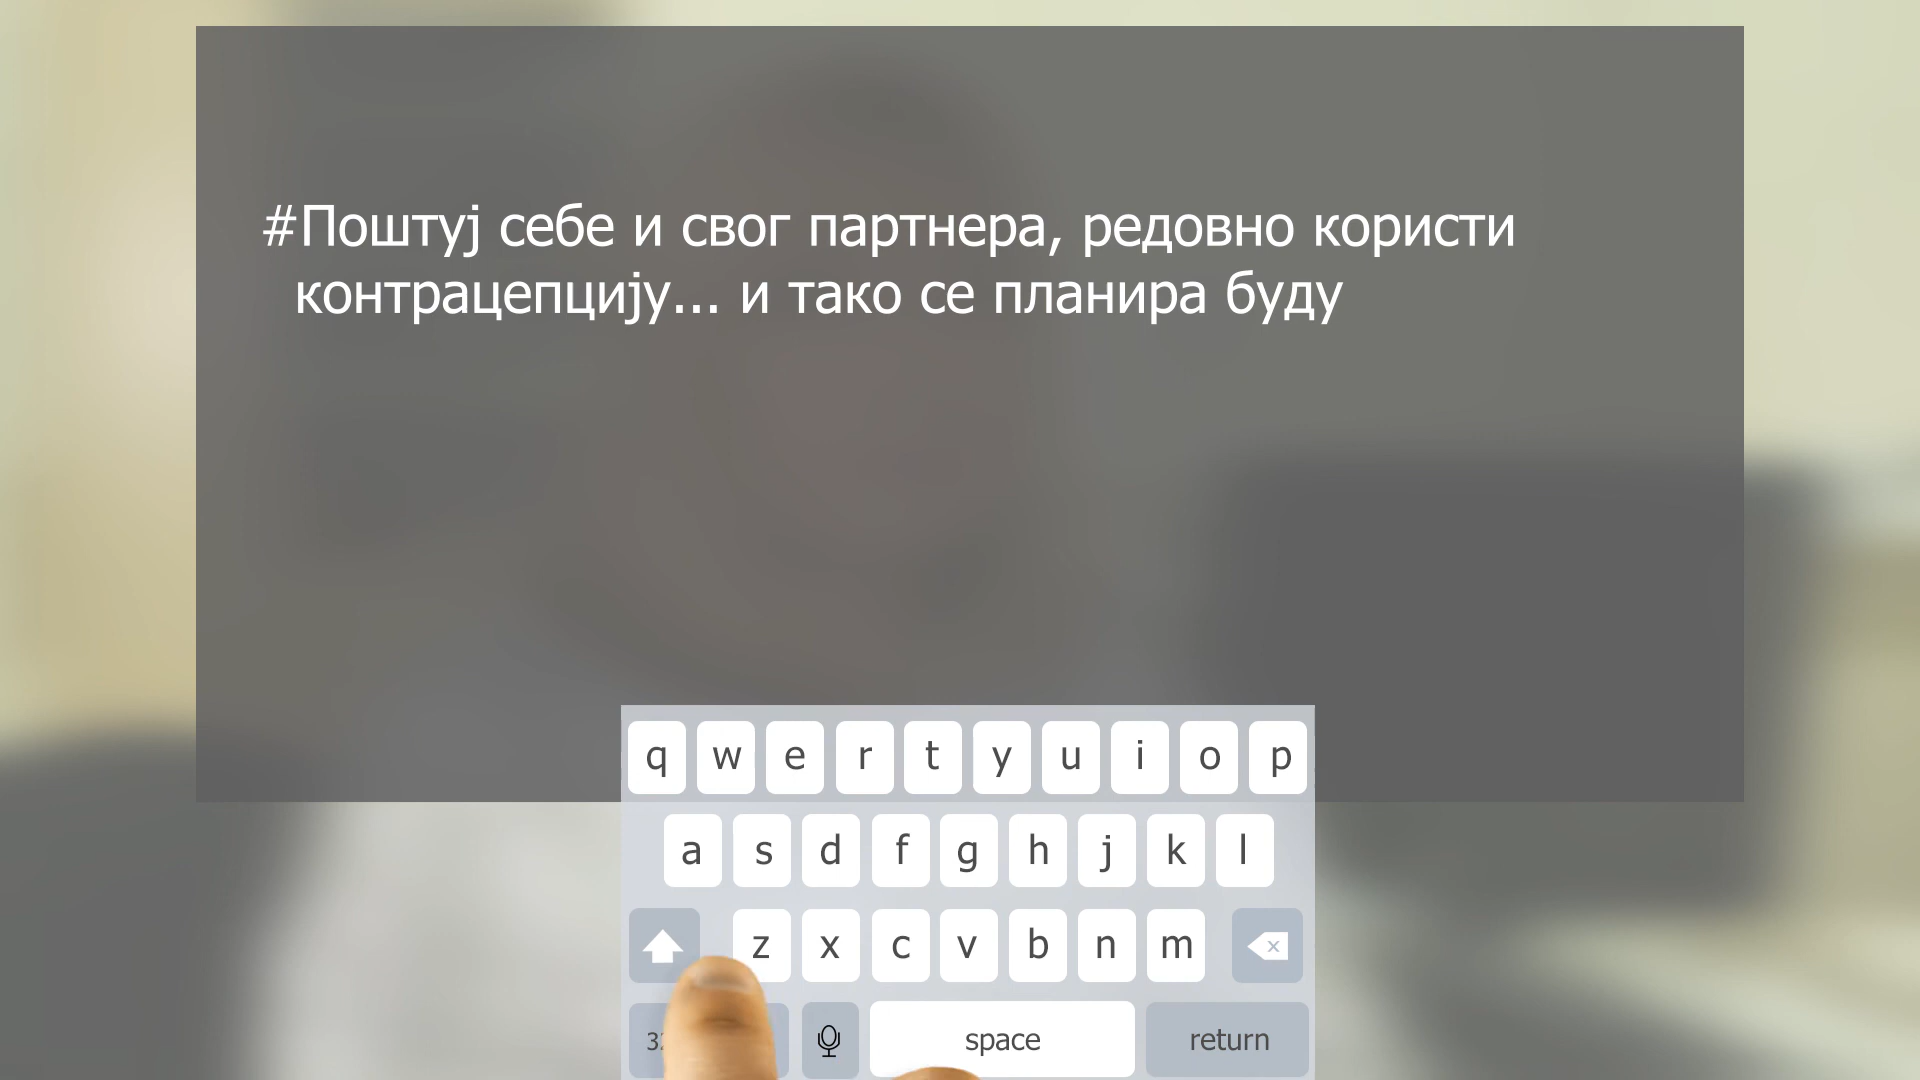 #Поштуј себе и свог партнера, редовно користи
контрацепцију... и тако се планира буду
q w e r t y u i o p
a s d f g h j k l
z x c v b n m
space return